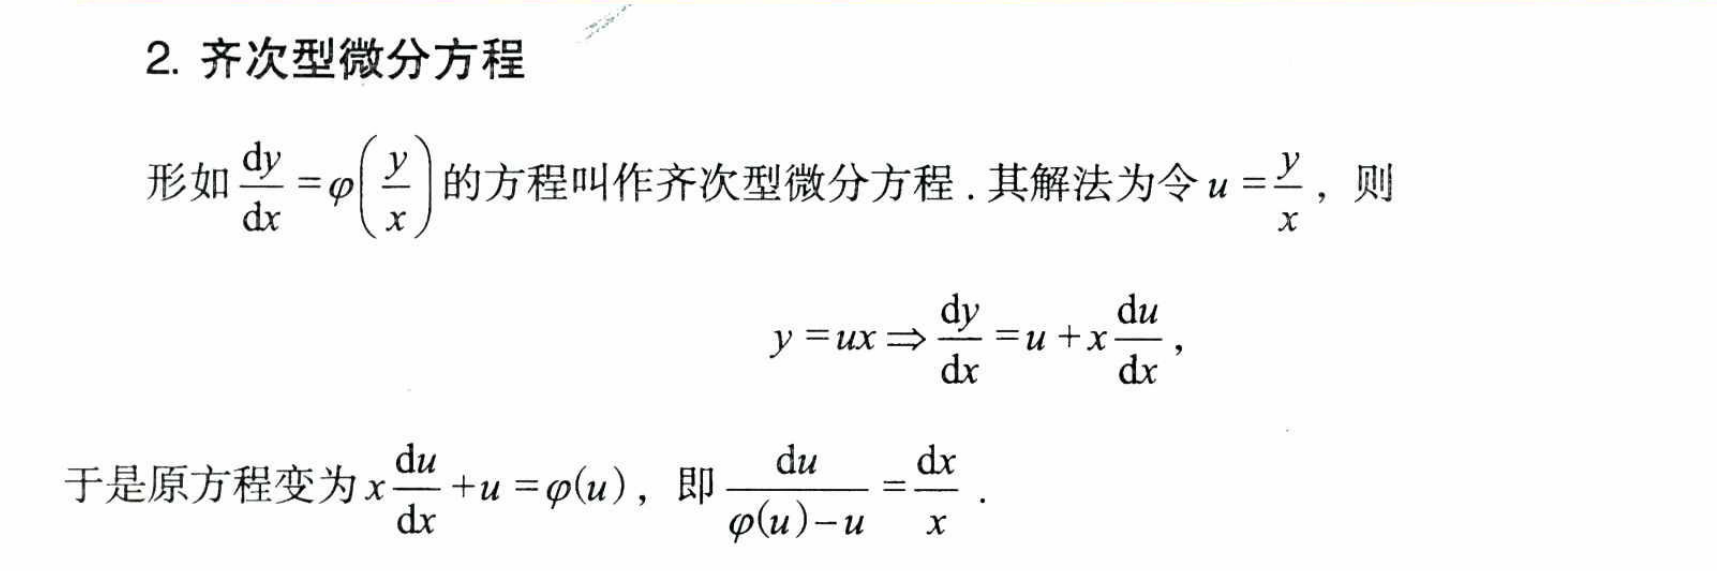 2. 齐次型微分方程
形如 $\frac{dy}{dx}=\varphi\left(\frac{y}{x}\right)$ 的方程叫作齐次型微分方程. 其解法为令 $u=\frac{y}{x}$, 则
$y=ux\Rightarrow\frac{dy}{dx}=u+x\frac{du}{dx}$,
于是原方程变为 $x\frac{du}{dx}+u=\varphi(u)$, 即 $\frac{du}{\varphi(u)-u}=\frac{dx}{x}$.